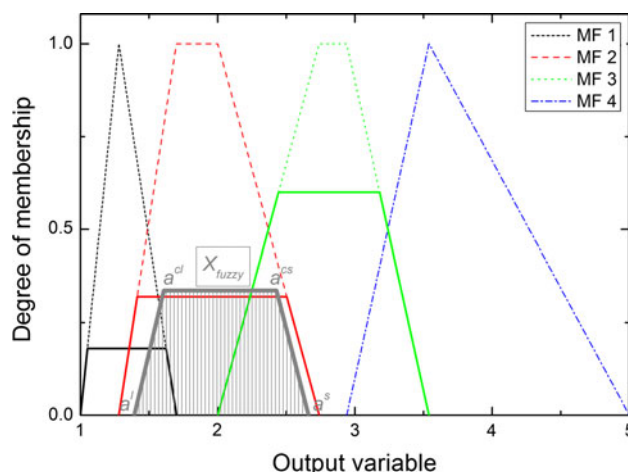 1.0
0.5
0.0
Degree of membership
MF 1
MF 2
MF 3
MF 4
X fuzzy
a^cl
a^cs
a^i
a^s
1
2
3
4
5
Output variable